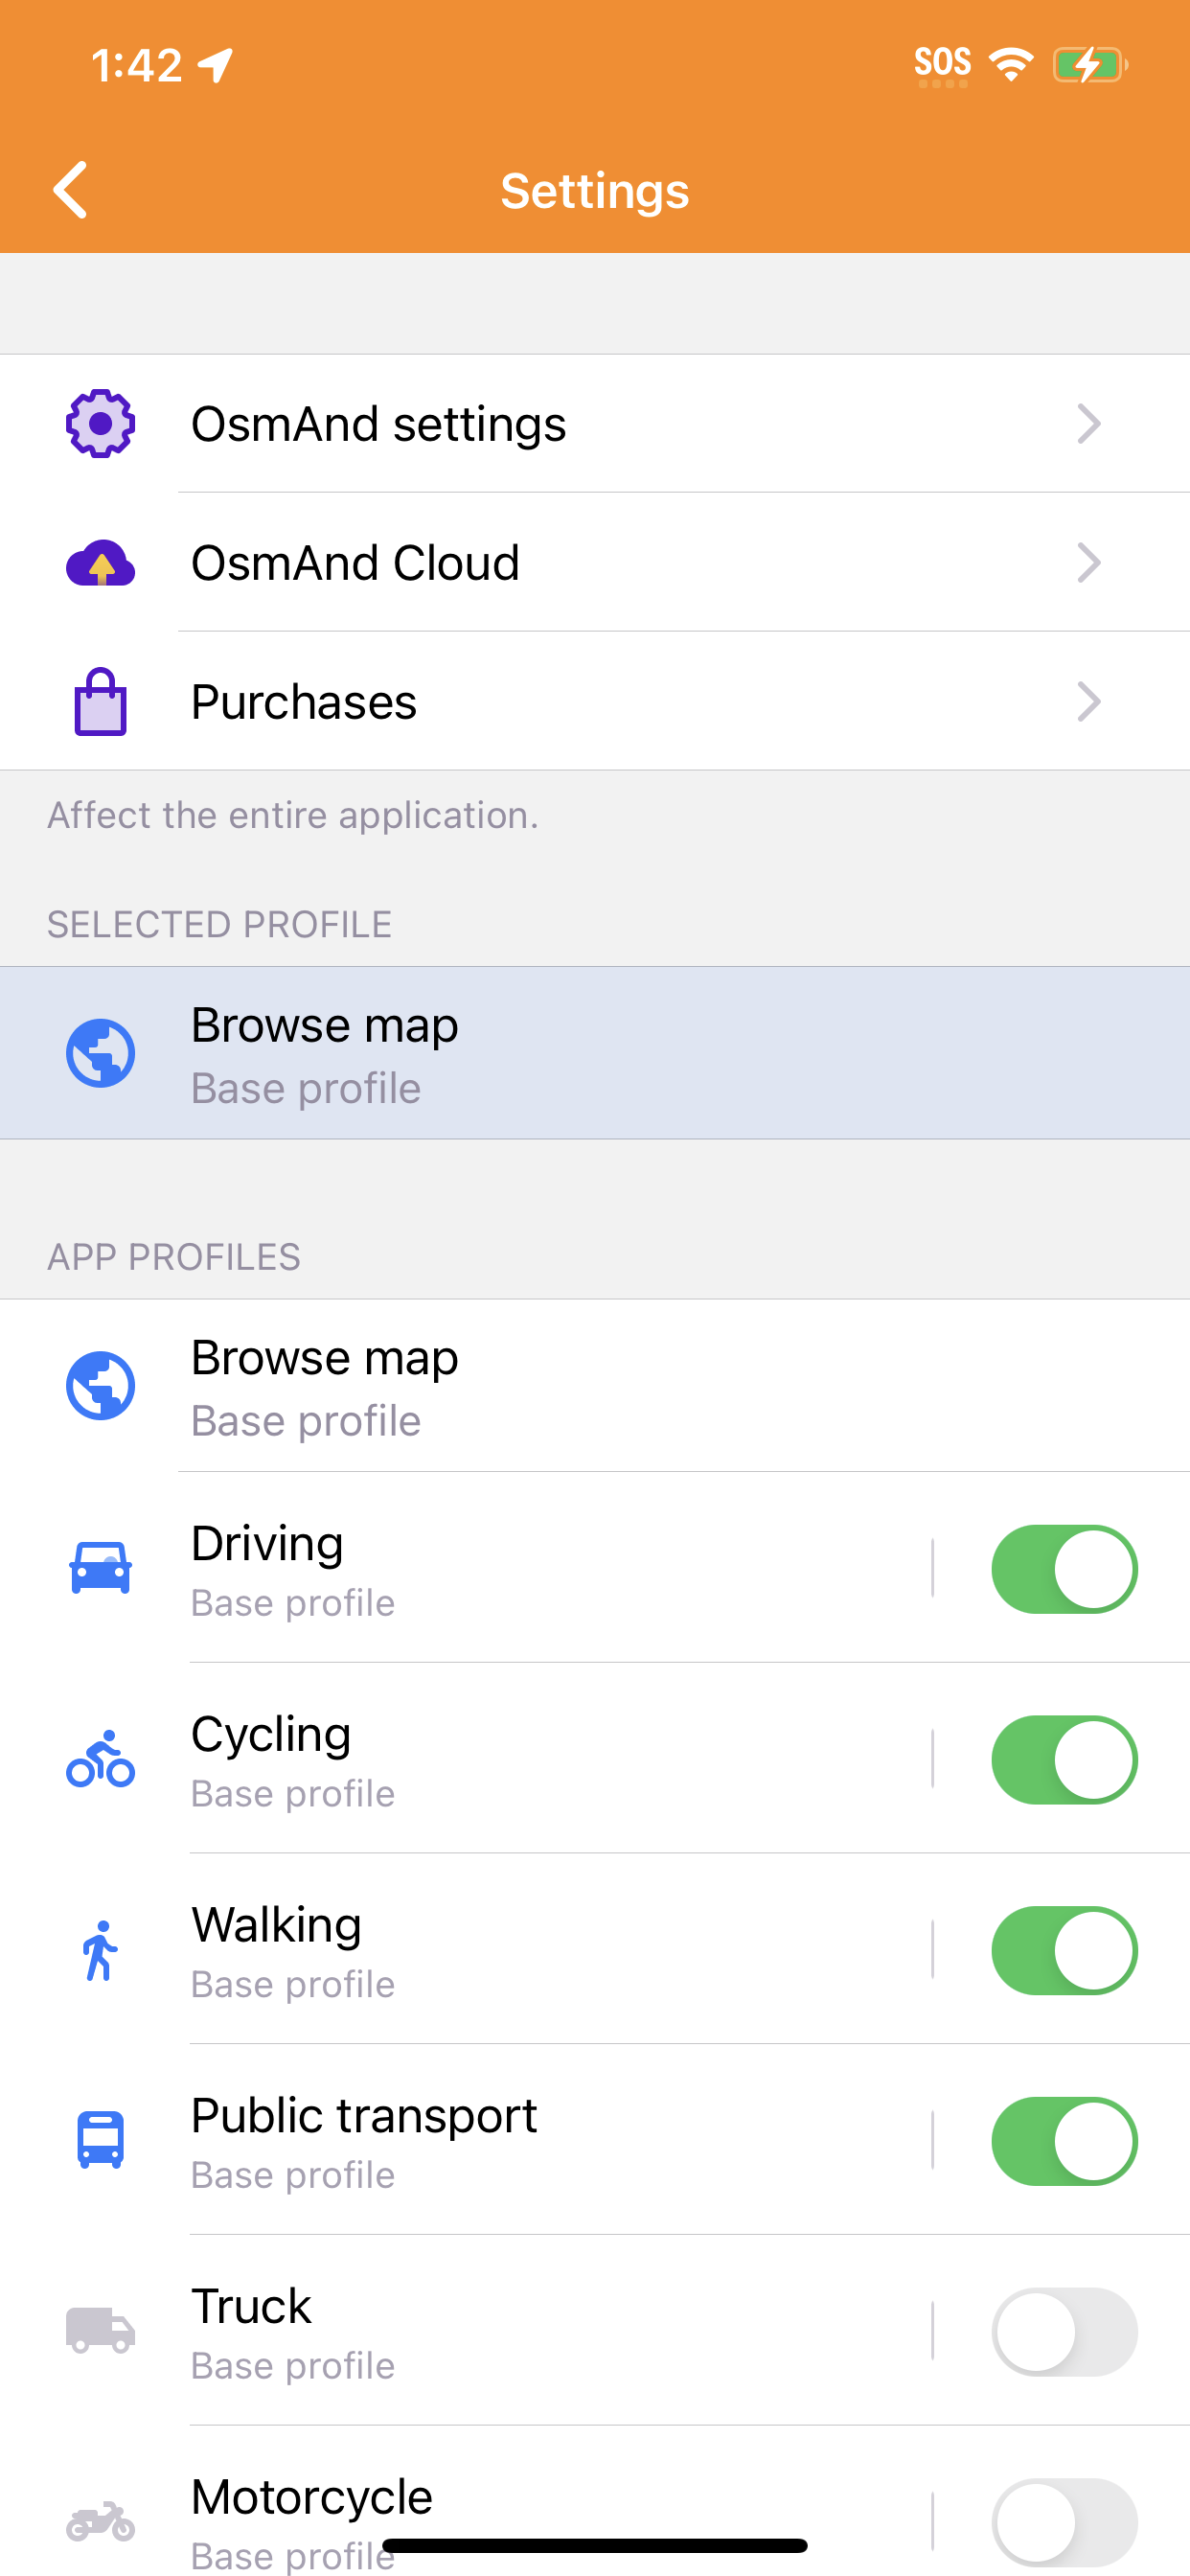 1:42
SOS
Settings
OsmAnd settings
OsmAnd Cloud
Purchases
Affect the entire application.
SELECTED PROFILE
Browse map
Base profile
APP PROFILES
Browse map
Base profile
Driving
Base profile
Cycling
Base profile
Walking
Base profile
Public transport
Base profile
Truck
Base profile
Motorcycle
Base profile